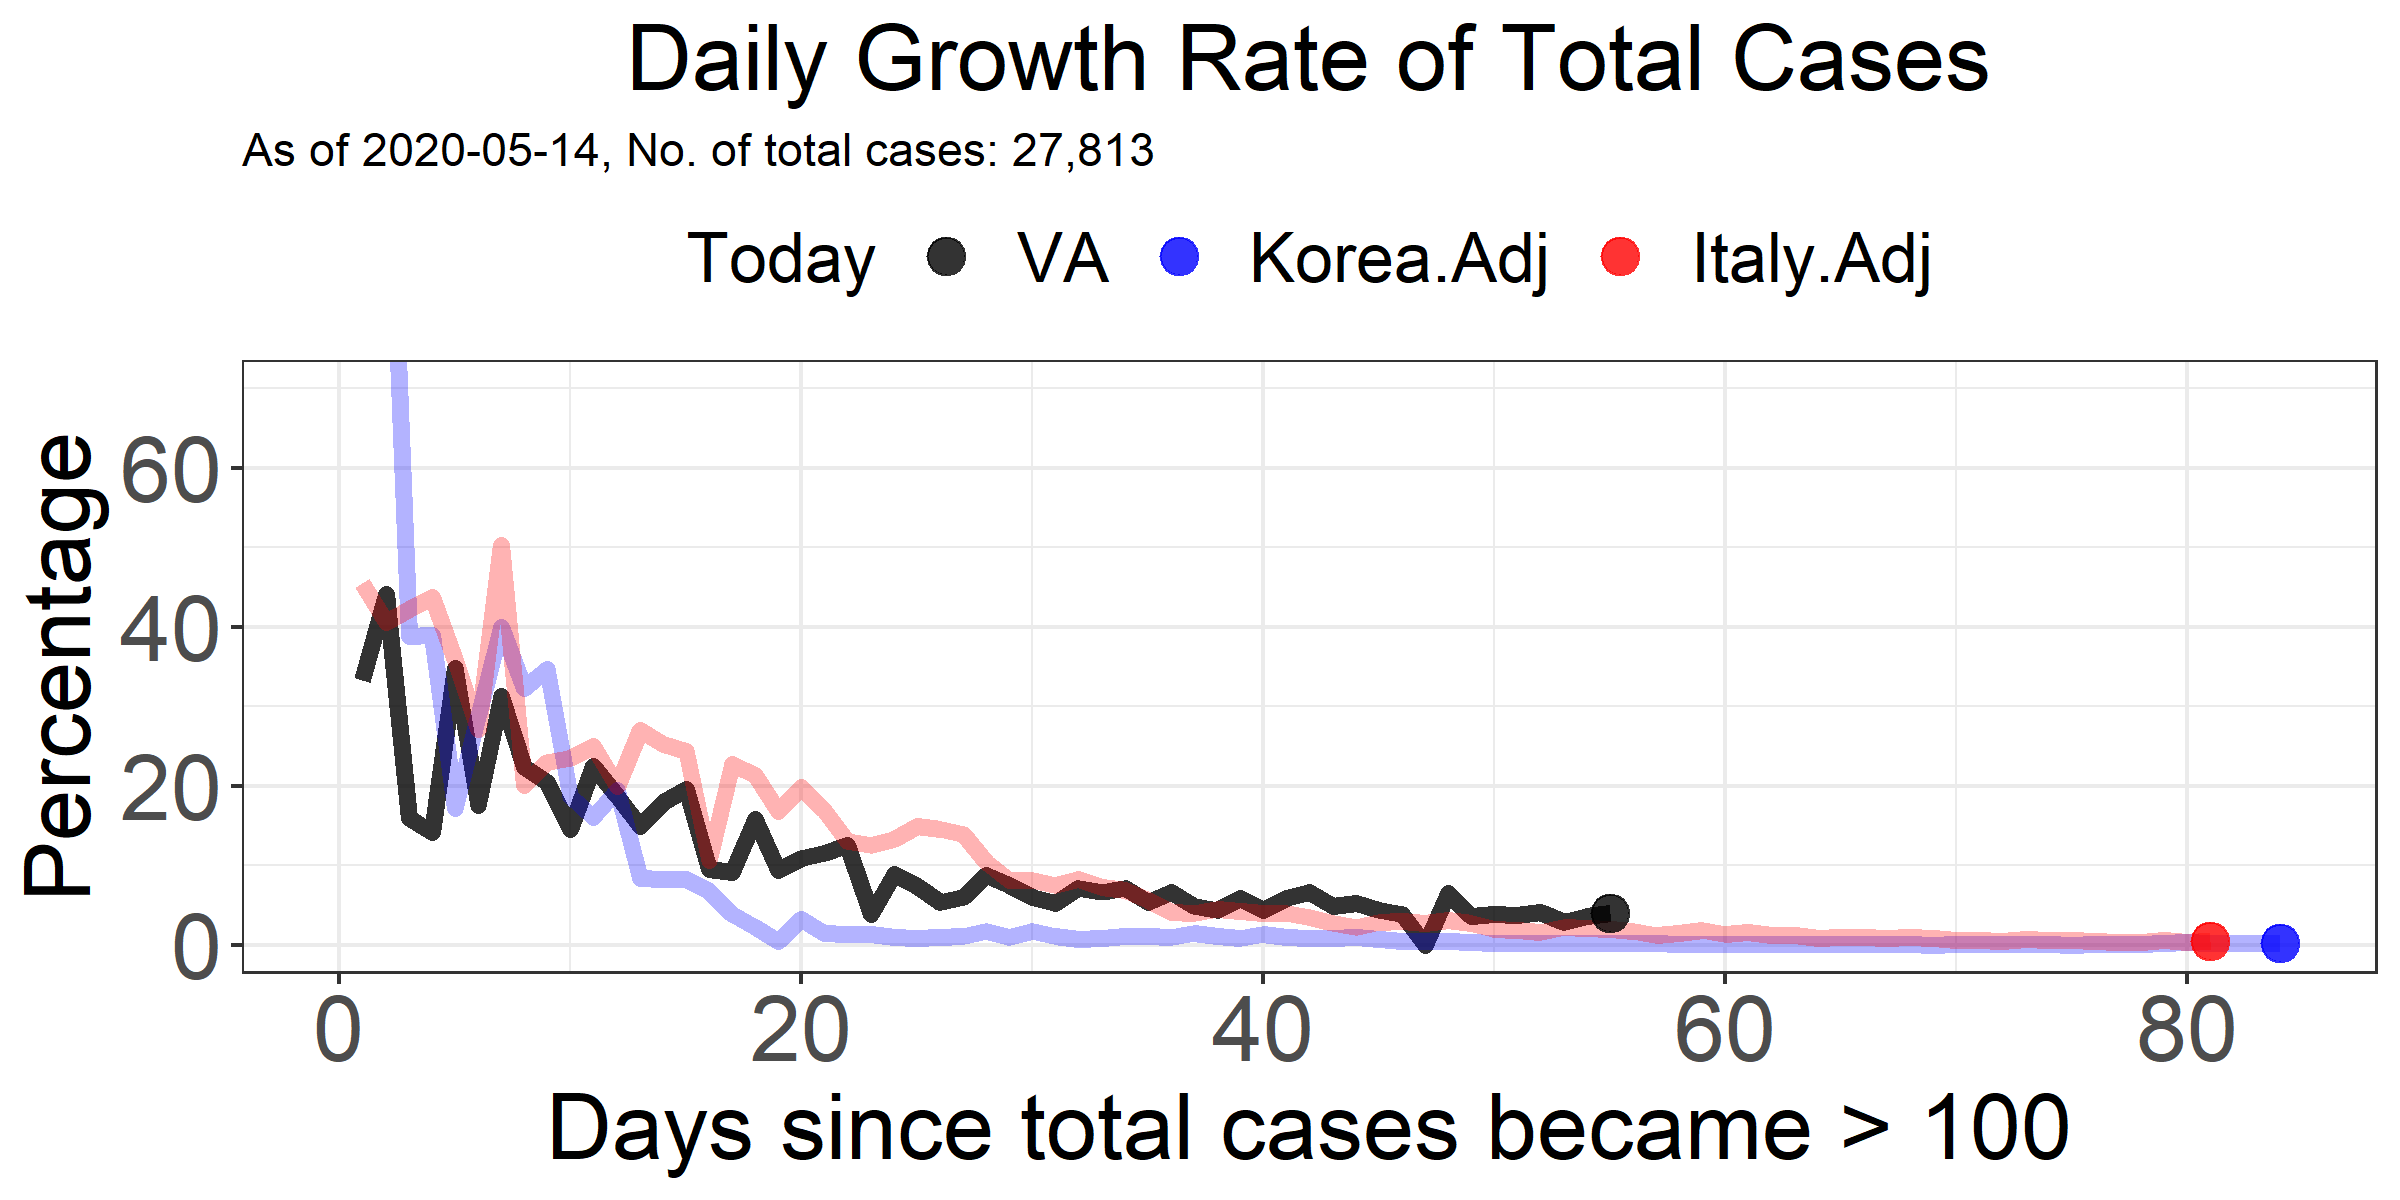 Daily Growth Rate of Total Cases
As of 2020-05-14, No. of total cases: 27,813
Today VA Korea.Adj Italy.Adj
Percentage
60
40
20
0
0 20 40 60 80
Days since total cases became > 100